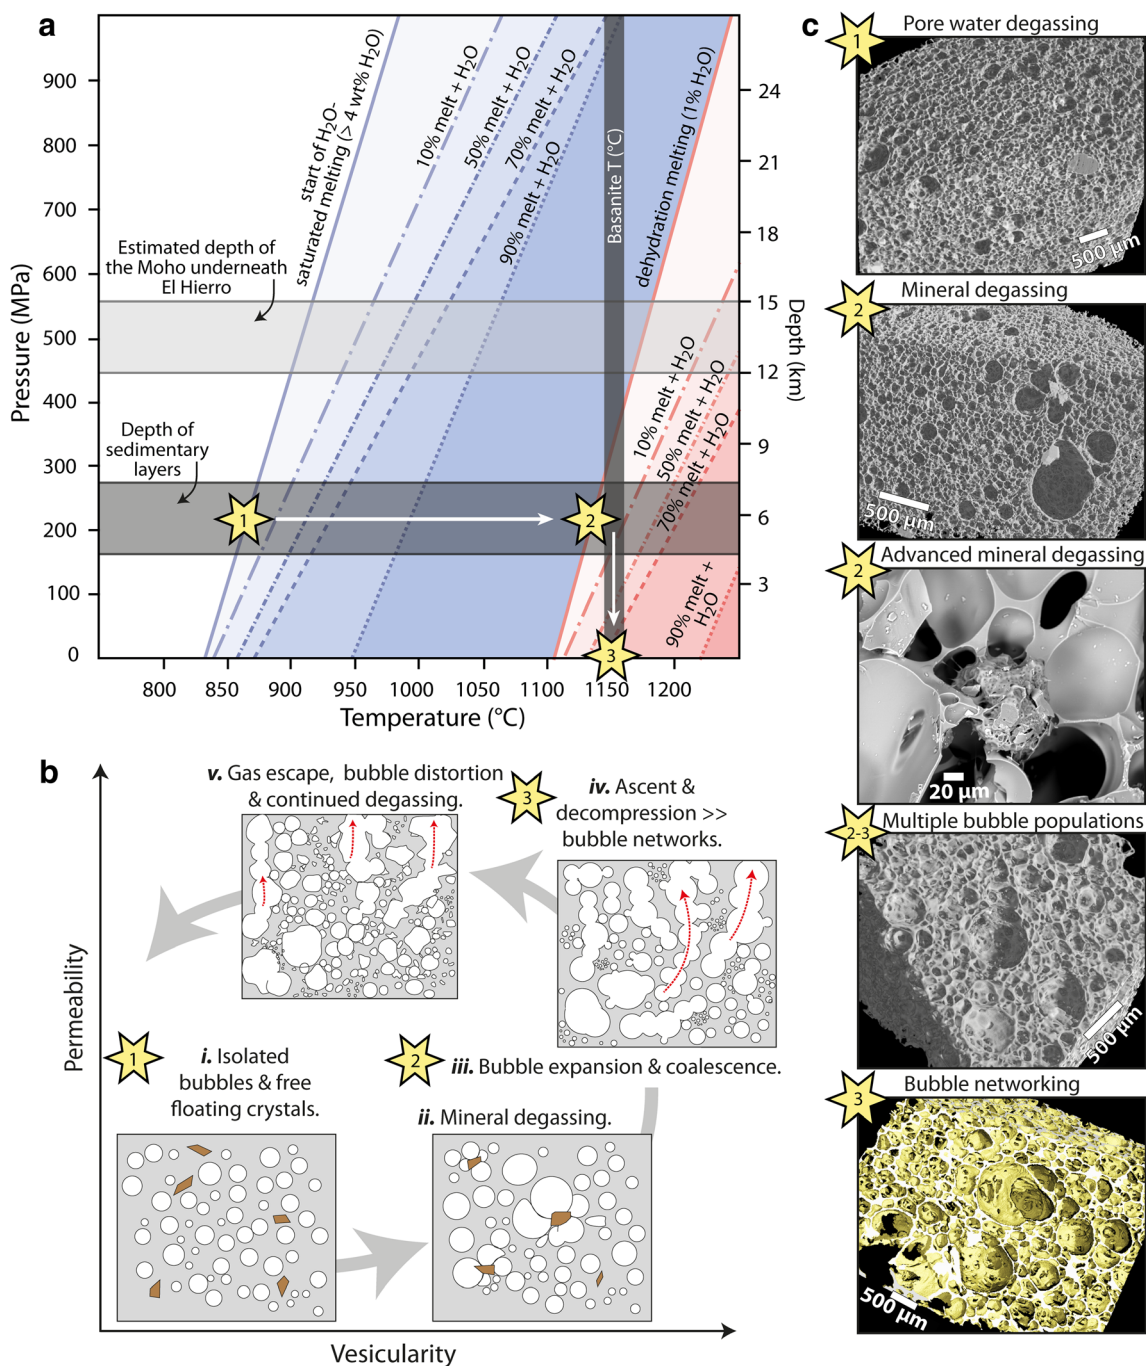 a
Pressure (MPa)
900
800
700
600
500
400
300
200
100
0
800
850
900
950
1000
1050
1100
1150
1200
Temperature (°C)
24
21
18
15
12
9
6
3
Depth (km)
start of H2O-
saturated melting (> 4 wt% H2O)
10% melt + H2O
50% melt + H2O
70% melt + H2O
90% melt + H2O
Basanite T (°C)
dehydration melting (1% H2O)
10% melt + H2O
50% melt + H2O
70% melt + H2O
90% melt +
H2O
Estimated depth of
the Moho underneath
El Hierro
Depth of
sedimentary
layers
1
2
3
b
Permeability
Vesicularity
v. Gas escape, bubble distortion
& continued degassing.
3
iv. Ascent &
decompression >>
bubble networks.
1
i. Isolated
bubbles & free
floating crystals.
2
iii. Bubble expansion & coalescence.
ii. Mineral degassing.
c
Pore water degassing
1
500 µm
Mineral degassing
2
500 µm
Advanced mineral degassing
2
20 µm
Multiple bubble populations
2-3
500 µm
Bubble networking
3
500 µm